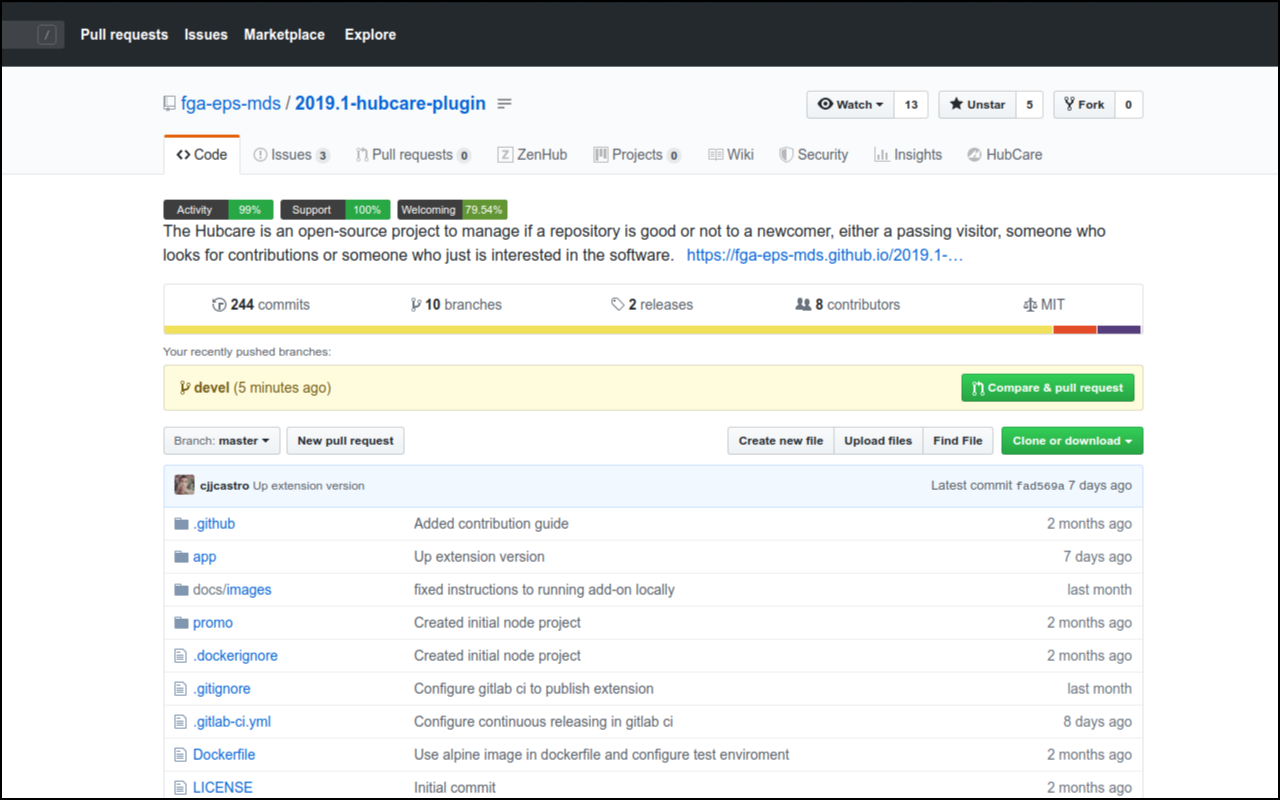 / Pull requests Issues Marketplace Explore
fga-eps-mds / 2019.1-hubcare-plugin Watch 13 Unstar 5 Fork 0
Code Issues 3 Pull requests 0 ZenHub Projects 0 Wiki Security Insights HubCare
Activity 99% Support 100% Welcoming 79.54%
The Hubcare is an open-source project to manage if a repository is good or not to a newcomer, either a passing visitor, someone who
looks for contributions or someone who just is interested in the software. https://fga-eps-mds.github.io/2019.1-…
244 commits 10 branches 2 releases 8 contributors MIT
Your recently pushed branches:
devel (5 minutes ago) Compare & pull request
Branch: master New pull request Create new file Upload files Find File Clone or download
cjjcastro Up extension version Latest commit fad569a 7 days ago
.github Added contribution guide 2 months ago
app Up extension version 7 days ago
docs/images fixed instructions to running add-on locally last month
promo Created initial node project 2 months ago
.dockerignore Created initial node project 2 months ago
.gitignore Configure gitlab ci to publish extension last month
.gitlab-ci.yml Configure continuous releasing in gitlab ci 8 days ago
Dockerfile Use alpine image in dockerfile and configure test enviroment 2 months ago
LICENSE Initial commit 2 months ago